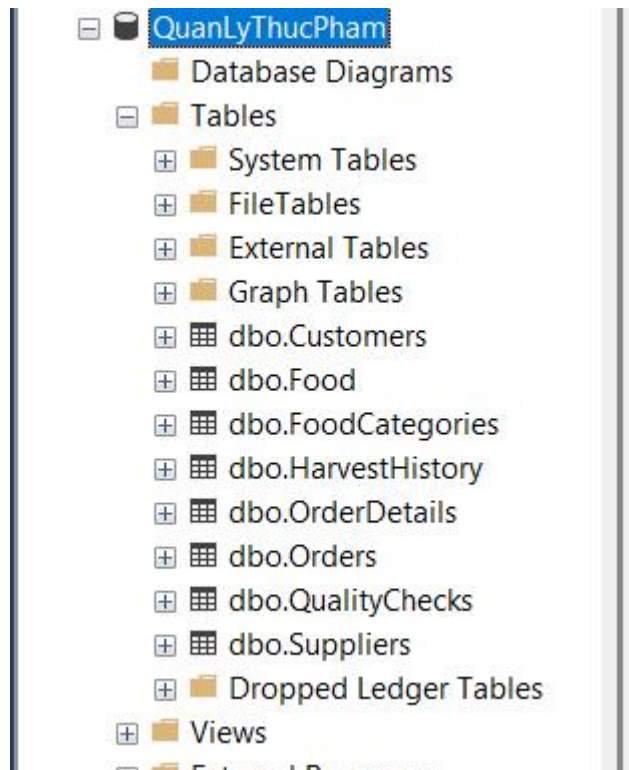 QuanLyThucPham
Database Diagrams
Tables
System Tables
FileTables
External Tables
Graph Tables
dbo.Customers
dbo.Food
dbo.FoodCategories
dbo.HarvestHistory
dbo.OrderDetails
dbo.Orders
dbo.QualityChecks
dbo.Suppliers
Dropped Ledger Tables
Views
External